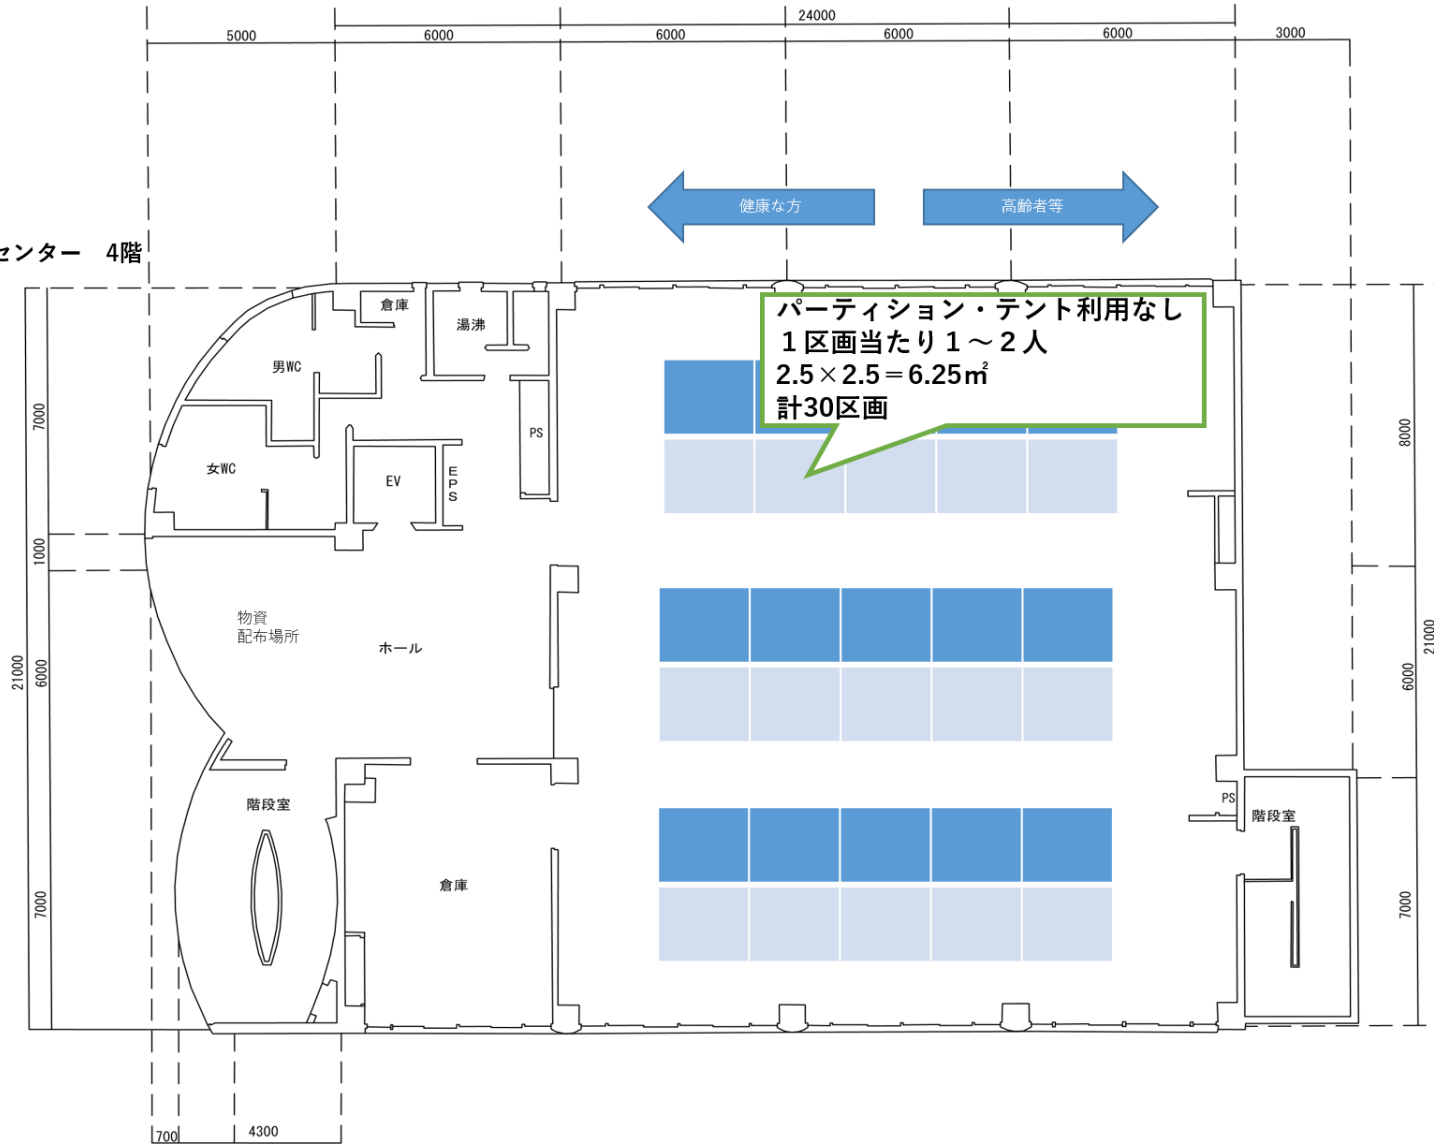 24000
5000
6000
6000
6000
6000
3000
健康な方
高齢者等
センター　4階
パーティション・テント利用なし
１区画当たり１～２人
2.5×2.5＝6.25㎡
計30区画
倉庫
湯沸
男WC
PS
女WC
EV
EPS
7000
1000
21000
6000
7000
8000
21000
6000
7000
物資
配布場所
ホール
階段室
倉庫
PS
階段室
700
4300